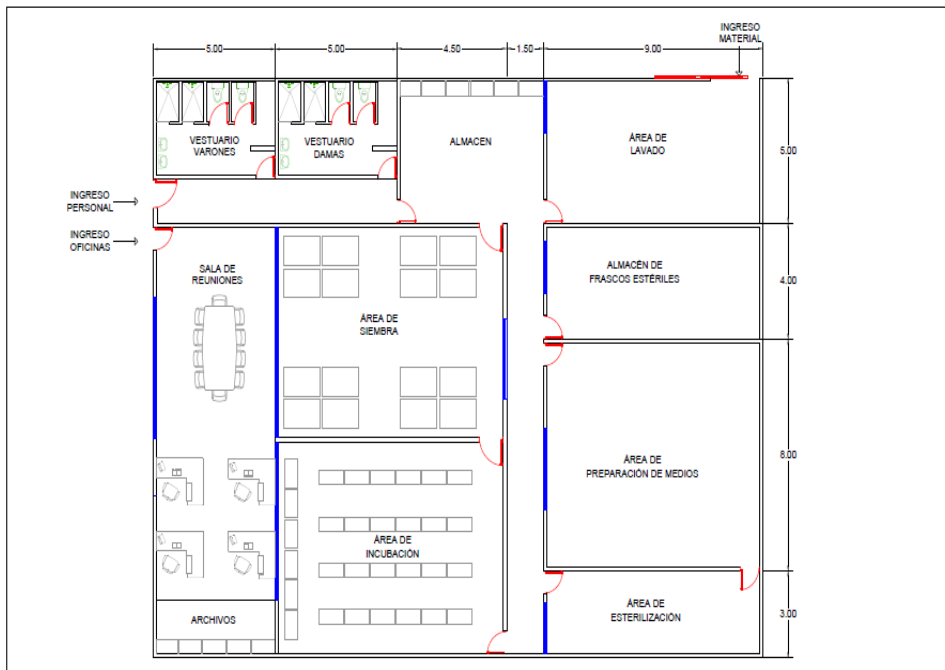 INGRESO
MATERIAL
5.00
5.00
4.50
1.50
9.00
VESTUARIO
VARONES
VESTUARIO
DAMAS
ALMACEN
ÁREA DE
LAVADO
5.00
INGRESO
PERSONAL
INGRESO
OFICINAS
SALA DE
REUNIONES
ALMACÉN DE
FRASCOS ESTÉRILES
4.00
ÁREA DE
SIEMBRA
ÁREA DE
PREPARACIÓN DE MEDIOS
8.00
ÁREA DE
INCUBACIÓN
ARCHIVOS
ÁREA DE
ESTERILIZACIÓN
3.00